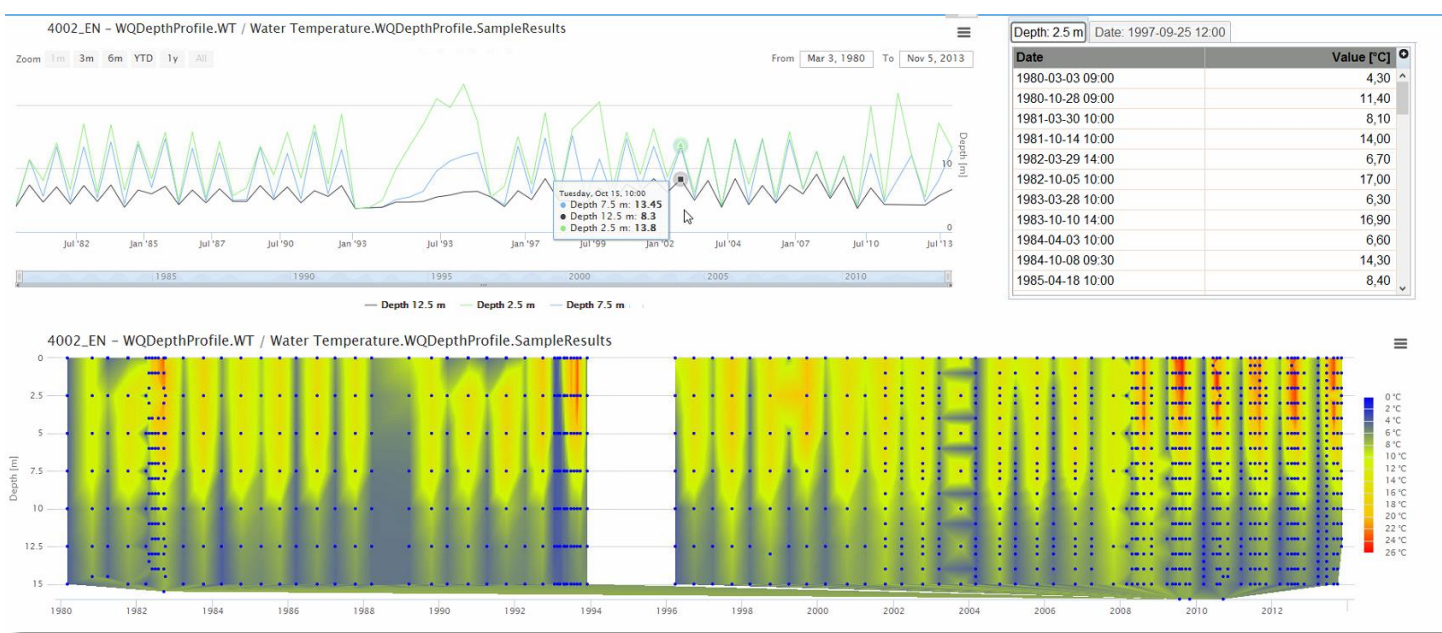 4002_EN – WQDepthProfile.WT / Water Temperature.WQDepthProfile.SampleResults
Zoom 1m 3m 6m YTD 1y All
From Mar 3, 1980 To Nov 5, 2013
Depth [m]
10
0
Tuesday, Oct 15, 10:00
Depth 7.5 m: 13.45
Depth 12.5 m: 8.3
Depth 2.5 m: 13.8
Jul '82 Jan '85 Jul '87 Jul '90 Jan '93 Jul '93 Jan '97 Jul '99 Jan '02 Jul '04 Jan '07 Jul '10 Jul '13
1985 1990 1995 2000 2005 2010
Depth 12.5 m Depth 2.5 m Depth 7.5 m
Depth: 2.5 m Date: 1997-09-25 12:00
Date Value [°C]
1980-03-03 09:00 4,30
1980-10-28 09:00 11,40
1981-03-30 09:00 8,10
1981-10-14 10:00 14,00
1982-03-29 14:00 6,70
1982-10-05 10:00 17,00
1983-03-28 10:00 6,30
1983-10-10 14:00 16,90
1984-04-03 10:00 6,60
1984-10-08 09:30 14,30
1985-04-18 10:00 8,40
4002_EN – WQDepthProfile.WT / Water Temperature.WQDepthProfile.SampleResults
Depth [m]
0
2.5
5
7.5
10
12.5
15
1980 1982 1984 1986 1988 1990 1992 1994 1996 1998 2000 2002 2004 2006 2008 2010 2012
0 °C
2 °C
4 °C
6 °C
8 °C
10 °C
12 °C
14 °C
16 °C
18 °C
20 °C
22 °C
24 °C
26 °C